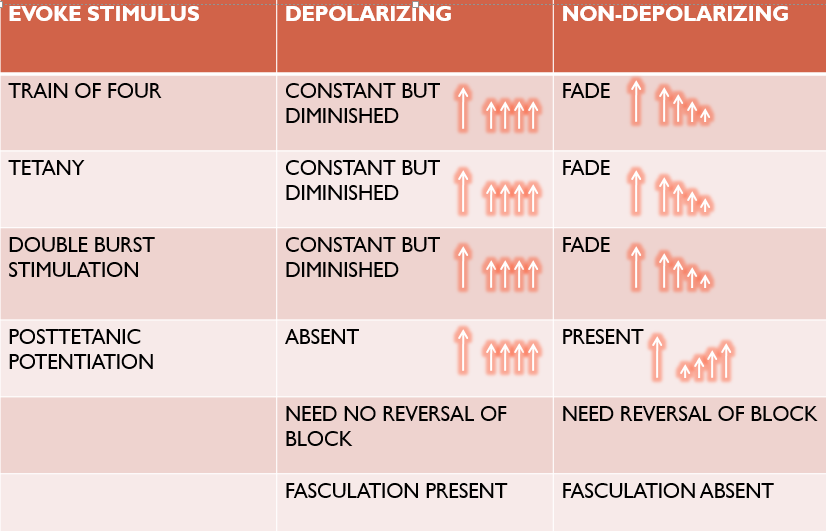 EVOKE STIMULUS
DEPOLARIZING
NON-DEPOLARIZING
TRAIN OF FOUR
CONSTANT BUT
DIMINISHED
FADE
TETANY
CONSTANT BUT
DIMINISHED
FADE
DOUBLE BURST
STIMULATION
CONSTANT BUT
DIMINISHED
FADE
POSTTETANIC
POTENTIATION
ABSENT
PRESENT
NEED NO REVERSAL OF
BLOCK
NEED REVERSAL OF BLOCK
FASCULATION PRESENT
FASCULATION ABSENT